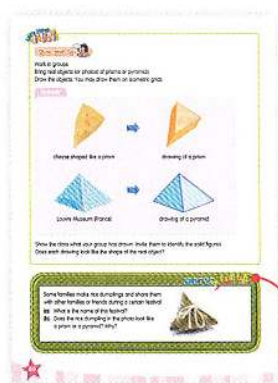 Work in groups.
Bring real objects (or photos) of prisms or pyramids.
Draw the objects. You may draw them on isometric grids.
cheese shaped like a prism
drawing of a prism
Louvre Museum (France)
drawing of a pyramid
Show the class what your group has drawn. Invite them to identify the solid figures.
Does each drawing look like the shape of the real object?
Some families make rice dumplings and share them
with other families or friends during a certain festival.
What is the name of the festival?
Does the rice dumpling in the photo look like
a prism or a pyramid? Why?